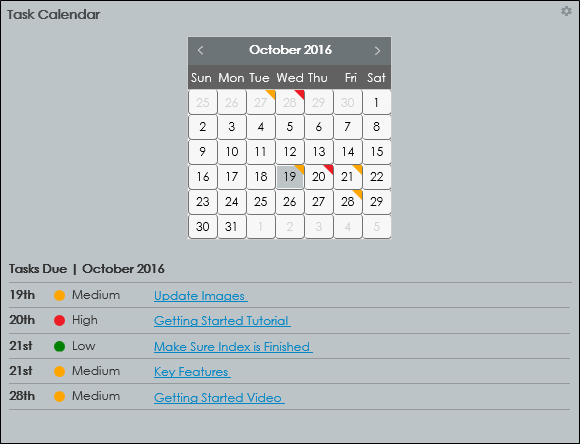 Task Calendar
October 2016
Sun Mon Tue Wed Thu Fri Sat
25 26 27 28 29 30 1
2 3 4 5 6 7 8
9 10 11 12 13 14 15
16 17 18 19 20 21 22
23 24 25 26 27 28 29
30 31 1 2 3 4 5
Tasks Due | October 2016
19th Medium Update Images
20th High Getting Started Tutorial
21st Low Make Sure Index is Finished
21st Medium Key Features
28th Medium Getting Started Video